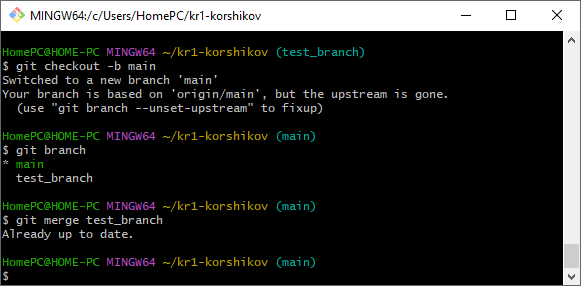 MINGW64:/c/Users/HomePC/kr1-korshikov
HomePC@HOME-PC MINGW64 ~/kr1-korshikov (test_branch)
$ git checkout -b main
Switched to a new branch 'main'
Your branch is based on 'origin/main', but the upstream is gone.
  (use "git branch --unset-upstream" to fixup)
HomePC@HOME-PC MINGW64 ~/kr1-korshikov (main)
$ git branch
* main
  test_branch
HomePC@HOME-PC MINGW64 ~/kr1-korshikov (main)
$ git merge test_branch
Already up to date.
HomePC@HOME-PC MINGW64 ~/kr1-korshikov (main)
$